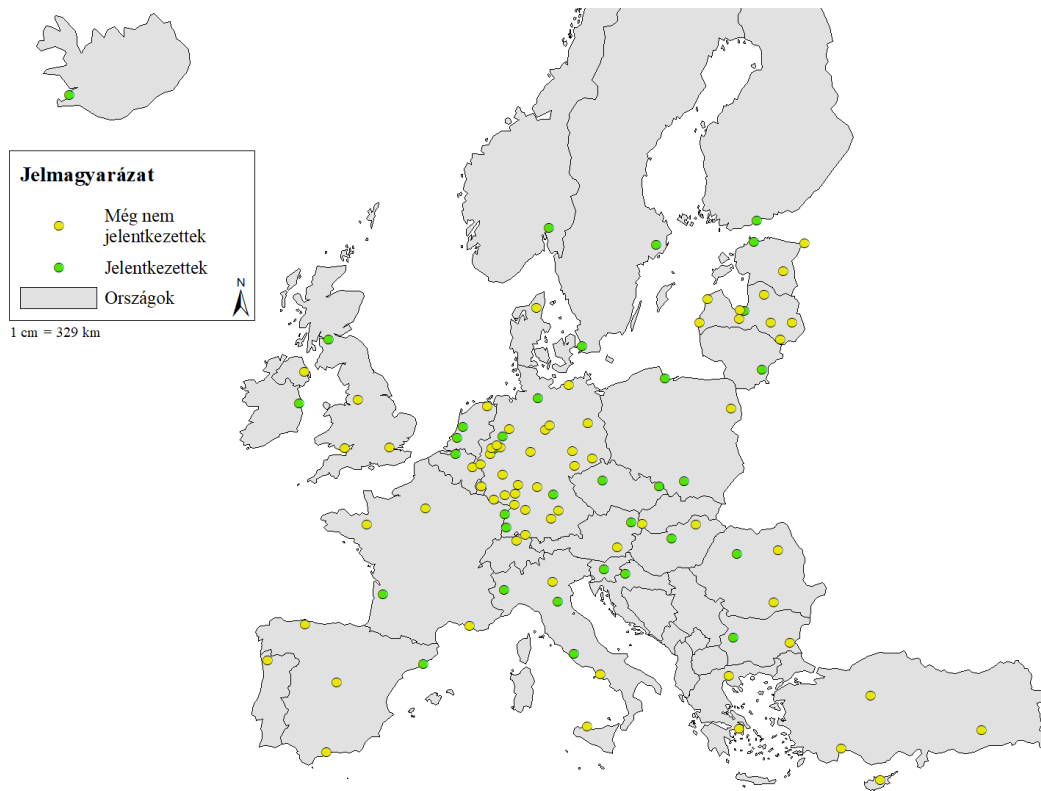 Jelmagyarázat
Még nem
jelentkezettek
Jelentkezettek
Országok
N
1 cm = 329 km